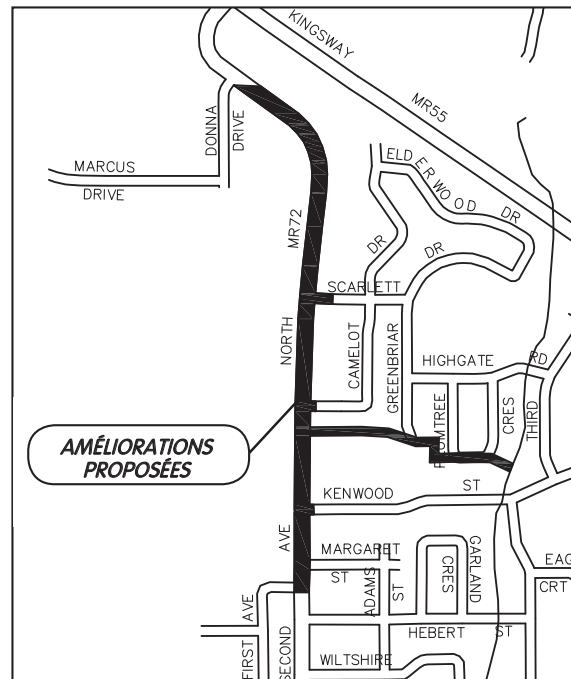 KINGSWAY
MR55
DONNA
DRIVE
MARCUS
DRIVE
ELDERWOOD DR
MR72
DR
DR
SCARLETT
NORTH
CAMELOT
GREENBRIAR
HIGHGATE RD
CRES
THIRD
AMÉLIORATIONS
PROPOSÉES
KENWOOD ST
AVE
MARGARET
ST
ADAMS
ST
CRES
GARLAND
EAG
CRT
AVE
FIRST
SECOND
HEBERT ST
WILTSHIRE